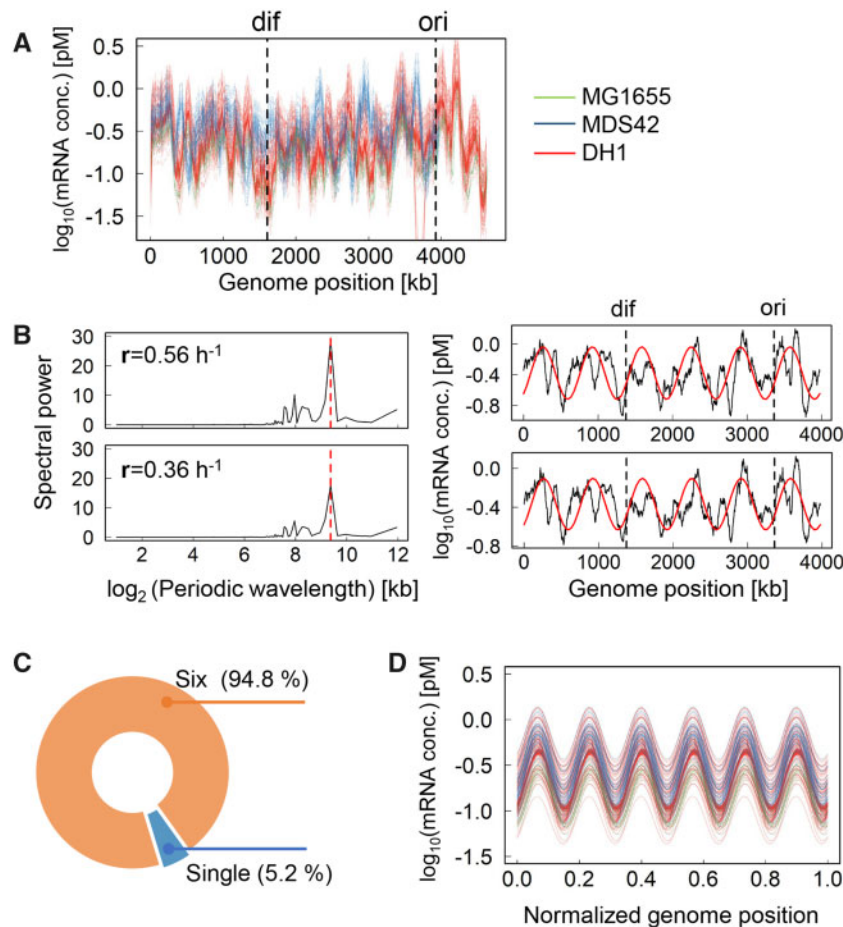 A
dif
ori
log10(mRNA conc.) [pM]
0.5
0.0
-0.5
-1.0
-1.5
0 1000 2000 3000 4000
Genome position [kb]
MG1655
MDS42
DH1
B
Spectral power
30
20
10
0
r=0.56 h-1
30
20
10
0
r=0.36 h-1
2 4 6 8 10 12
log2 (Periodic wavelength) [kb]
dif
ori
log10(mRNA conc.) [pM]
0.0
-0.4
-0.8
0 1000 2000 3000 4000
0.0
-0.4
-0.8
0 1000 2000 3000 4000
Genome position [kb]
C
Six (94.8 %)
Single (5.2 %)
D
log10(mRNA conc.) [pM]
0.5
0.0
-0.5
-1.0
-1.5
0.0 0.2 0.4 0.6 0.8 1.0
Normalized genome position